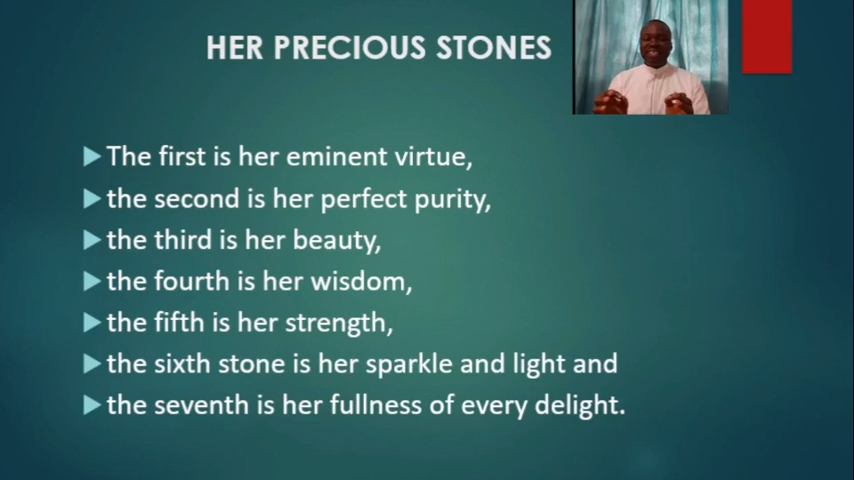 HER PRECIOUS STONES
The first is her eminent virtue,
the second is her perfect purity,
the third is her beauty,
the fourth is her wisdom,
the fifth is her strength,
the sixth stone is her sparkle and light and
the seventh is her fullness of every delight.